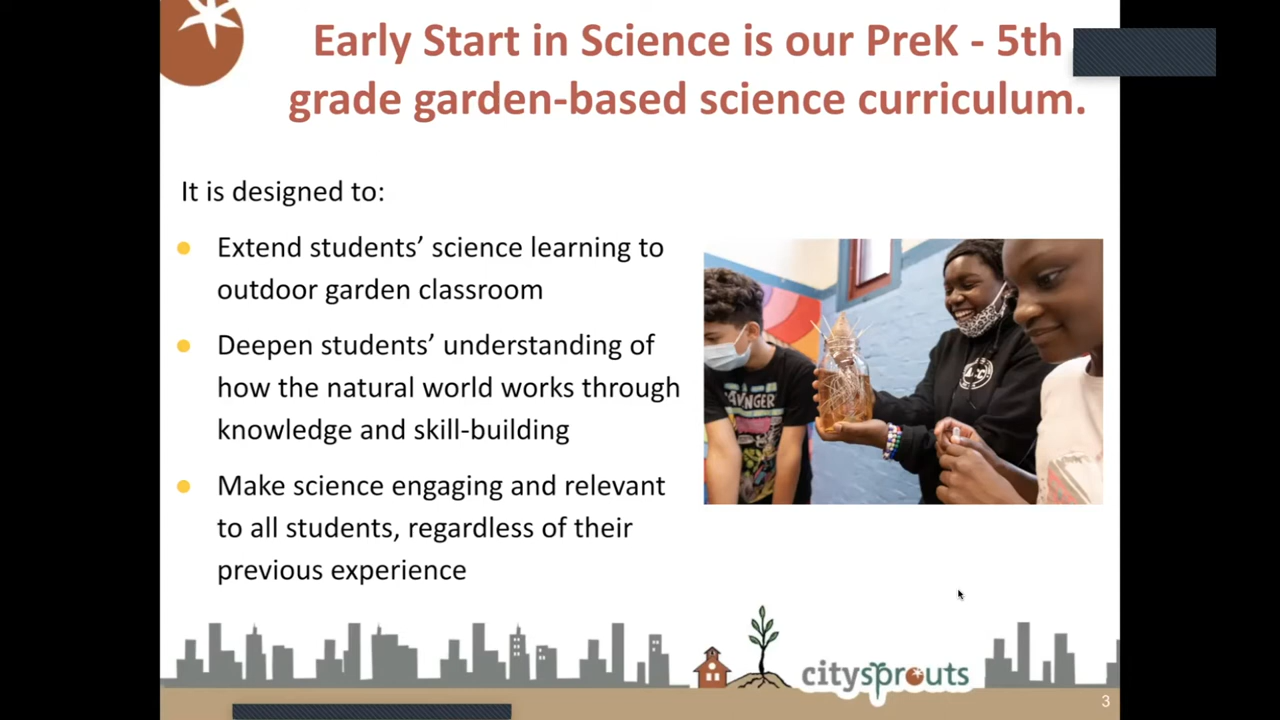 Early Start in Science is our PreK - 5th
grade garden-based science curriculum.
It is designed to:
Extend students’ science learning to
outdoor garden classroom
Deepen students’ understanding of
how the natural world works through
knowledge and skill-building
Make science engaging and relevant
to all students, regardless of their
previous experience
citysprouts
3